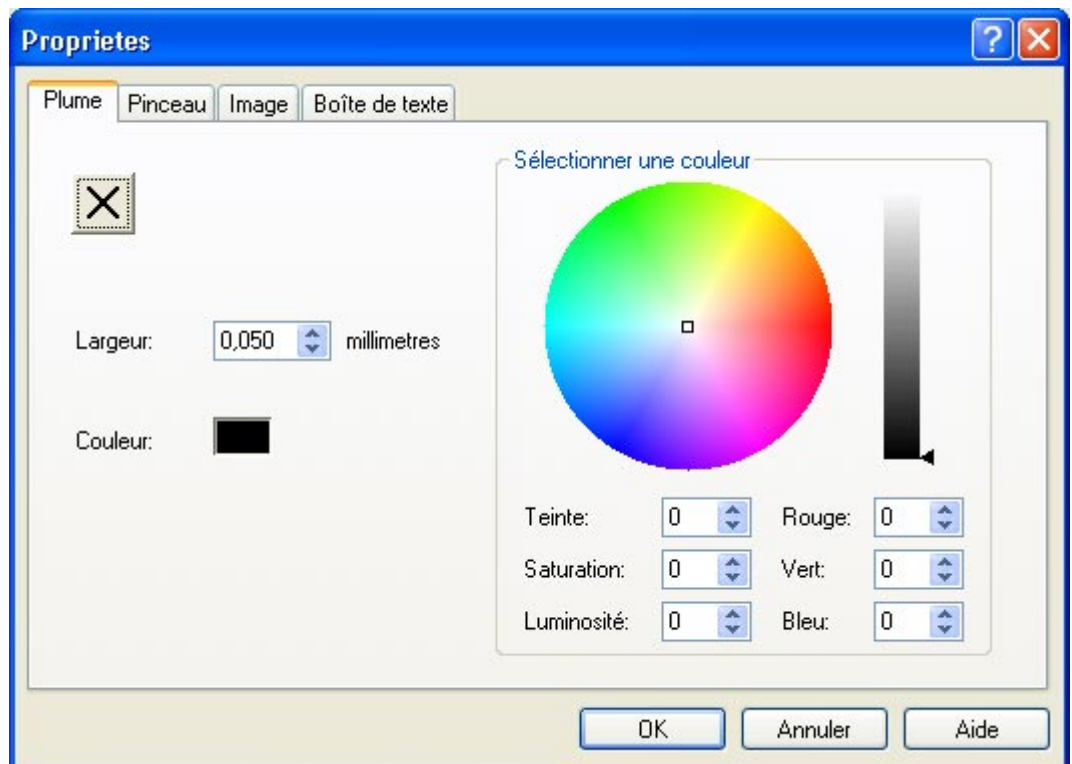 Proprietes
Plume Pinceau Image Boîte de texte
Sélectionner une couleur
Largeur: 0,050 millimetres
Couleur:
Teinte: 0 Rouge: 0
Saturation: 0 Vert: 0
Luminosité: 0 Bleu: 0
OK Annuler Aide